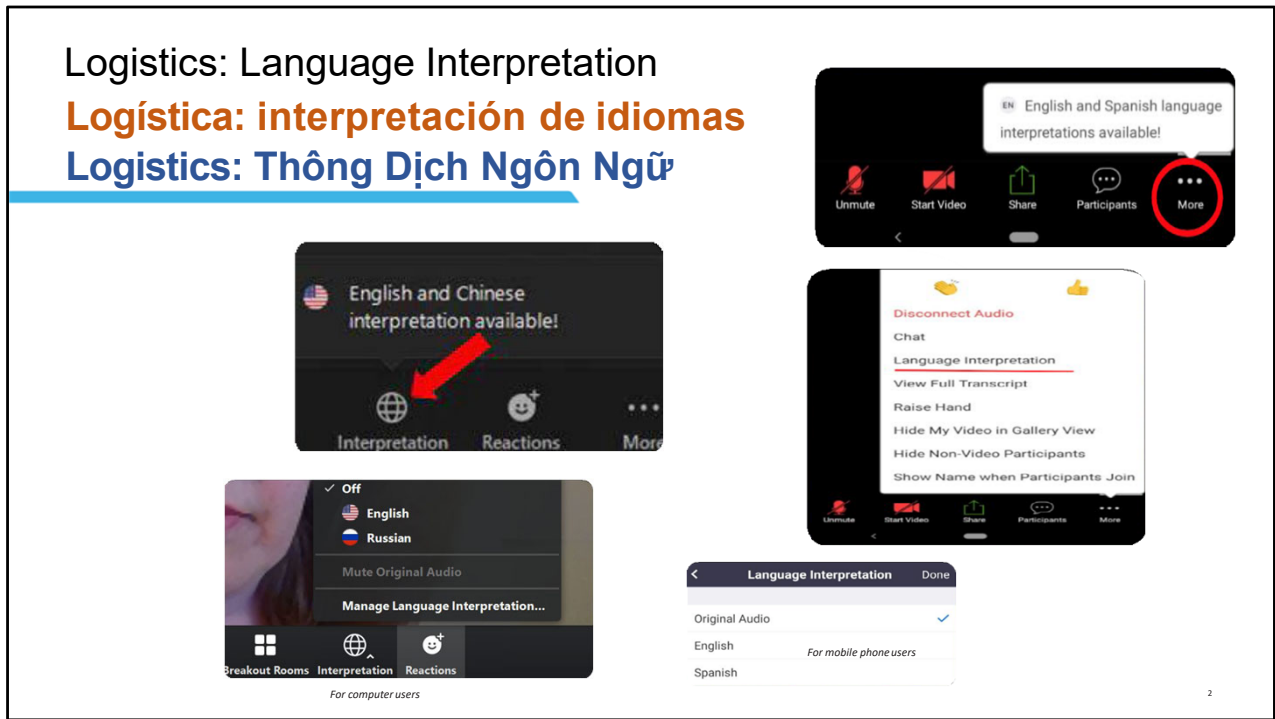 Logistics: Language Interpretation
Logística: interpretación de idiomas
Logistics: Thông Dịch Ngôn Ngữ
EN English and Spanish language
interpretations available!
Unmute Start Video Share Participants More
English and Chinese
interpretation available!
Interpretation Reactions More
Disconnect Audio
Chat
Language Interpretation
View Full Transcript
Raise Hand
Hide My Video in Gallery View
Hide Non-Video Participants
Show Name when Participants Join
Unmute Start Video Share Participants More
Off
English
Russian
Mute Original Audio
Manage Language Interpretation...
Breakout Rooms Interpretation Reactions
For computer users
Language Interpretation Done
Original Audio
English
For mobile phone users
Spanish
2